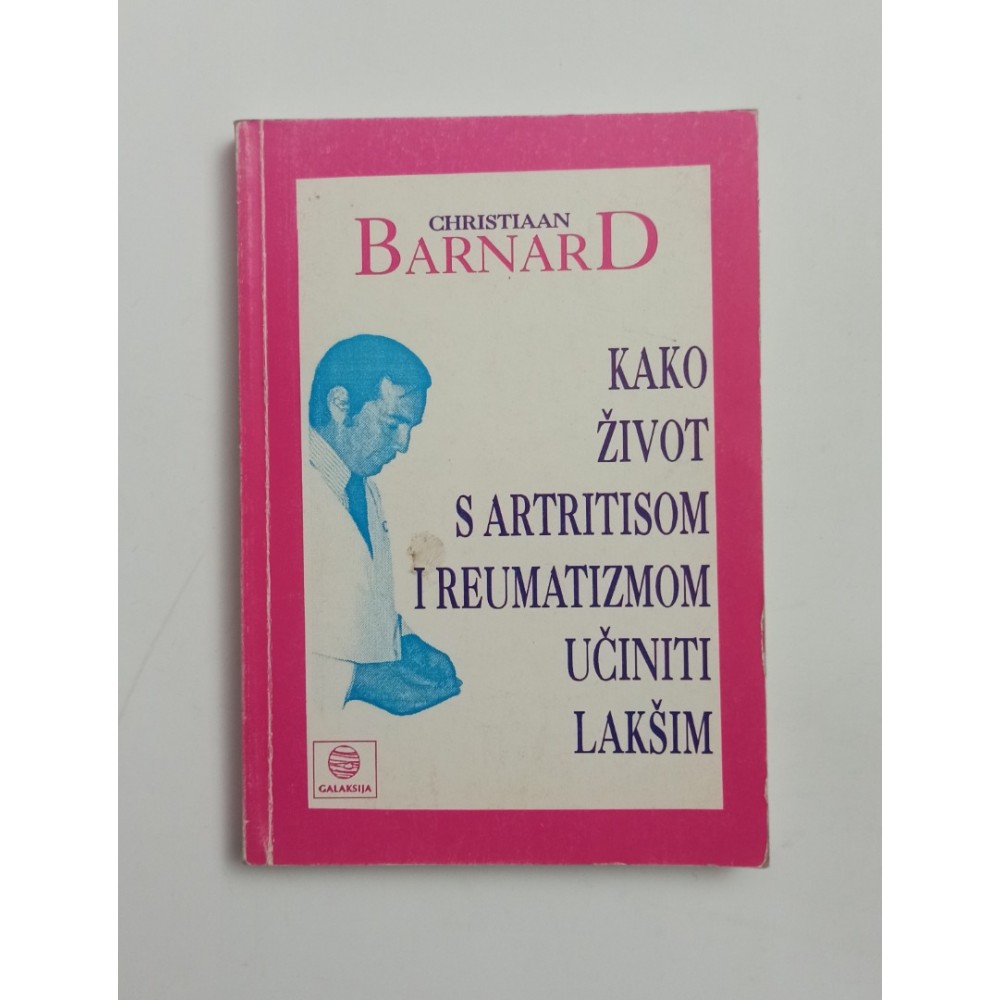 CHRISTIAAN
BARNARD
KAKO
ŽIVOT
S ARTRITISOM
I REUMATIZMOM
UČINITI
LAKŠIM
GALAKSIJA